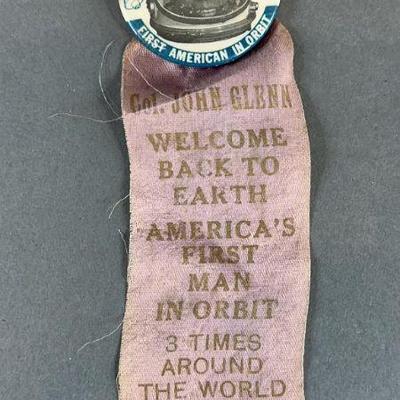 FIRST AMERICAN IN ORBIT
Col. JOHN GLENN
WELCOME
BACK TO
EARTH
"AMERICA'S
FIRST
MAN
IN ORBIT
3 TIMES
AROUND
THE WORLD